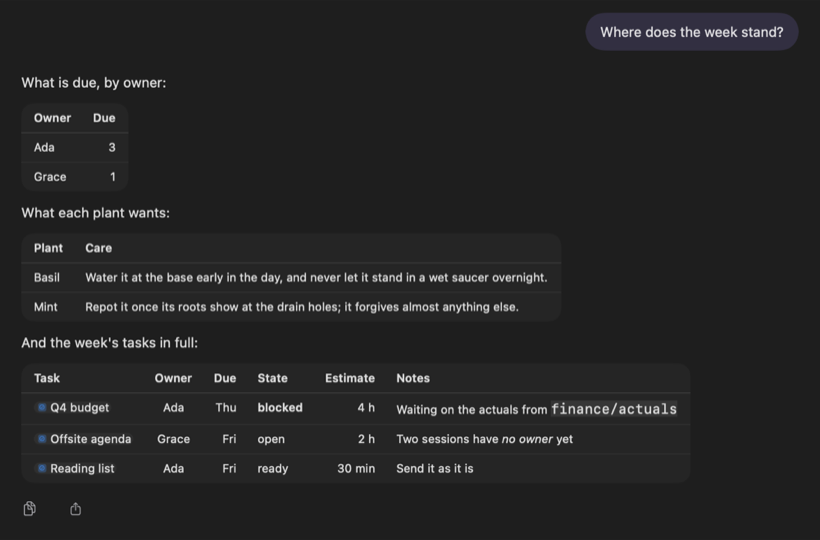 Where does the week stand?
What is due, by owner:
Owner Due
Ada 3
Grace 1
What each plant wants:
Plant Care
Basil Water it at the base early in the day, and never let it stand in a wet saucer overnight.
Mint Repot it once its roots show at the drain holes; it forgives almost anything else.
And the week's tasks in full:
Task Owner Due State Estimate Notes
Q4 budget Ada Thu blocked 4 h Waiting on the actuals from finance/actuals
Offsite agenda Grace Fri open 2 h Two sessions have no owner yet
Reading list Ada Fri ready 30 min Send it as it is